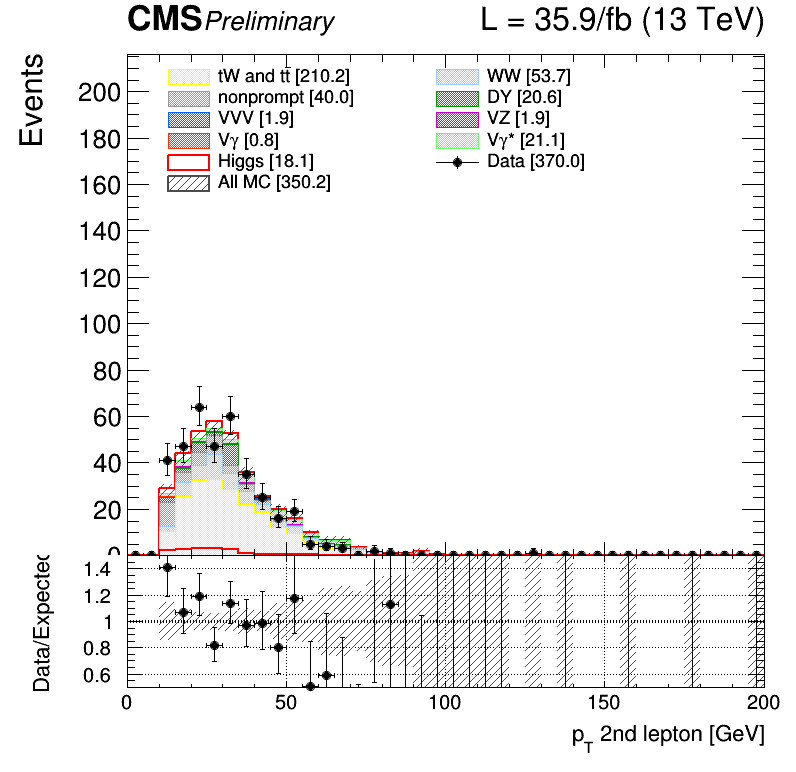 CMS Preliminary L = 35.9/fb (13 TeV)
Events
tW and tt̄ [210.2] WW [53.7]
nonprompt [40.0] DY [20.6]
VVV [1.9] VZ [1.9]
Vγ [0.8] Vγ* [21.1]
Higgs [18.1] Data [370.0]
All MC [350.2]
200
180
160
140
120
100
80
60
40
20
0
Data/Expected
1.4
1.2
1
0.8
0.6
0 50 100 150 200
pT 2nd lepton [GeV]